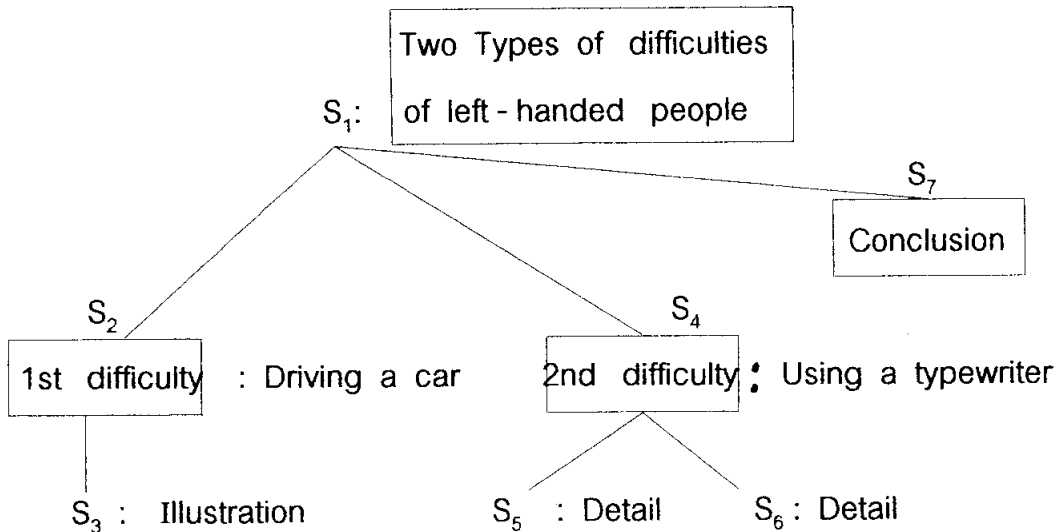 Two Types of difficulties
S₁: of left-handed people
S₇
Conclusion
S₂
S₄
1st difficulty : Driving a car
2nd difficulty : Using a typewriter
S₃ : Illustration
S₅ : Detail
S₆ : Detail